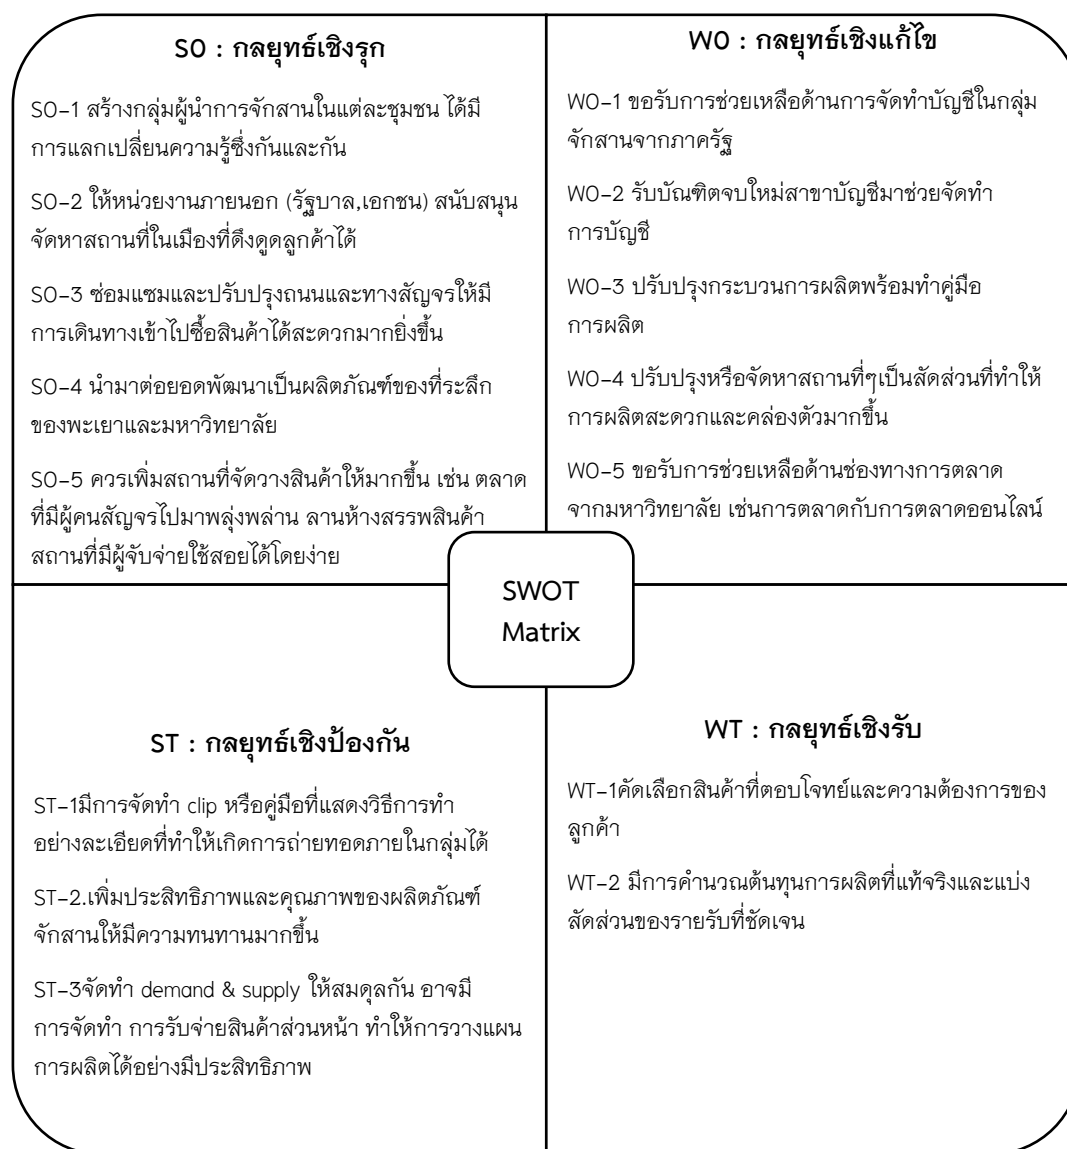 SO : กลยุทธ์เชิงรุก
SO-1 สร้างกลุ่มผู้นำการจักสานในแต่ละชุมชน ได้มี
การแลกเปลี่ยนความรู้ซึ่งกันและกัน
SO-2 ให้หน่วยงานภายนอก (รัฐบาล,เอกชน) สนับสนุน
จัดหาสถานที่ในเมืองที่ดึงดูดลูกค้าได้
SO-3 ซ่อมแซมและปรับปรุงถนนและทางสัญจรให้มี
การเดินทางเข้าไปซื้อสินค้าได้สะดวกมากยิ่งขึ้น
SO-4 นำมาต่อยอดพัฒนาเป็นผลิตภัณฑ์ของที่ระลึก
ของพะเยาและมหาวิทยาลัย
SO-5 ควรเพิ่มสถานที่จัดวางสินค้าให้มากขึ้น เช่น ตลาด
ที่มีผู้คนสัญจรไปมาพลุ่งพล่าน ลานห้างสรรพสินค้า
สถานที่มีผู้จับจ่ายใช้สอยได้โดยง่าย
WO : กลยุทธ์เชิงแก้ไข
WO-1 ขอรับการช่วยเหลือด้านการจัดทำบัญชีในกลุ่ม
จักสานจากภาครัฐ
WO-2 รับบัณฑิตจบใหม่สาขาบัญชีมาช่วยจัดทำ
การบัญชี
WO-3 ปรับปรุงกระบวนการผลิตพร้อมทำคู่มือ
การผลิต
WO-4 ปรับปรุงหรือจัดหาสถานที่ๆเป็นสัดส่วนที่ทำให้
การผลิตสะดวกและคล่องตัวมากขึ้น
WO-5 ขอรับการช่วยเหลือด้านช่องทางการตลาด
จากมหาวิทยาลัย เช่นการตลาดกับการตลาดออนไลน์
SWOT
Matrix
ST : กลยุทธ์เชิงป้องกัน
ST-1มีการจัดทำ clip หรือคู่มือที่แสดงวิธีการทำ
อย่างละเอียดที่ทำให้เกิดการถ่ายทอดภายในกลุ่มได้
ST-2.เพิ่มประสิทธิภาพและคุณภาพของผลิตภัณฑ์
จักสานให้มีความทนทานมากขึ้น
ST-3จัดทำ demand & supply ให้สมดุลกัน อาจมี
การจัดทำ การรับจ่ายสินค้าส่วนหน้า ทำให้การวางแผน
การผลิตได้อย่างมีประสิทธิภาพ
WT : กลยุทธ์เชิงรับ
WT-1คัดเลือกสินค้าที่ตอบโจทย์และความต้องการของ
ลูกค้า
WT-2 มีการคำนวณต้นทุนการผลิตที่แท้จริงและแบ่ง
สัดส่วนของรายรับที่ชัดเจน